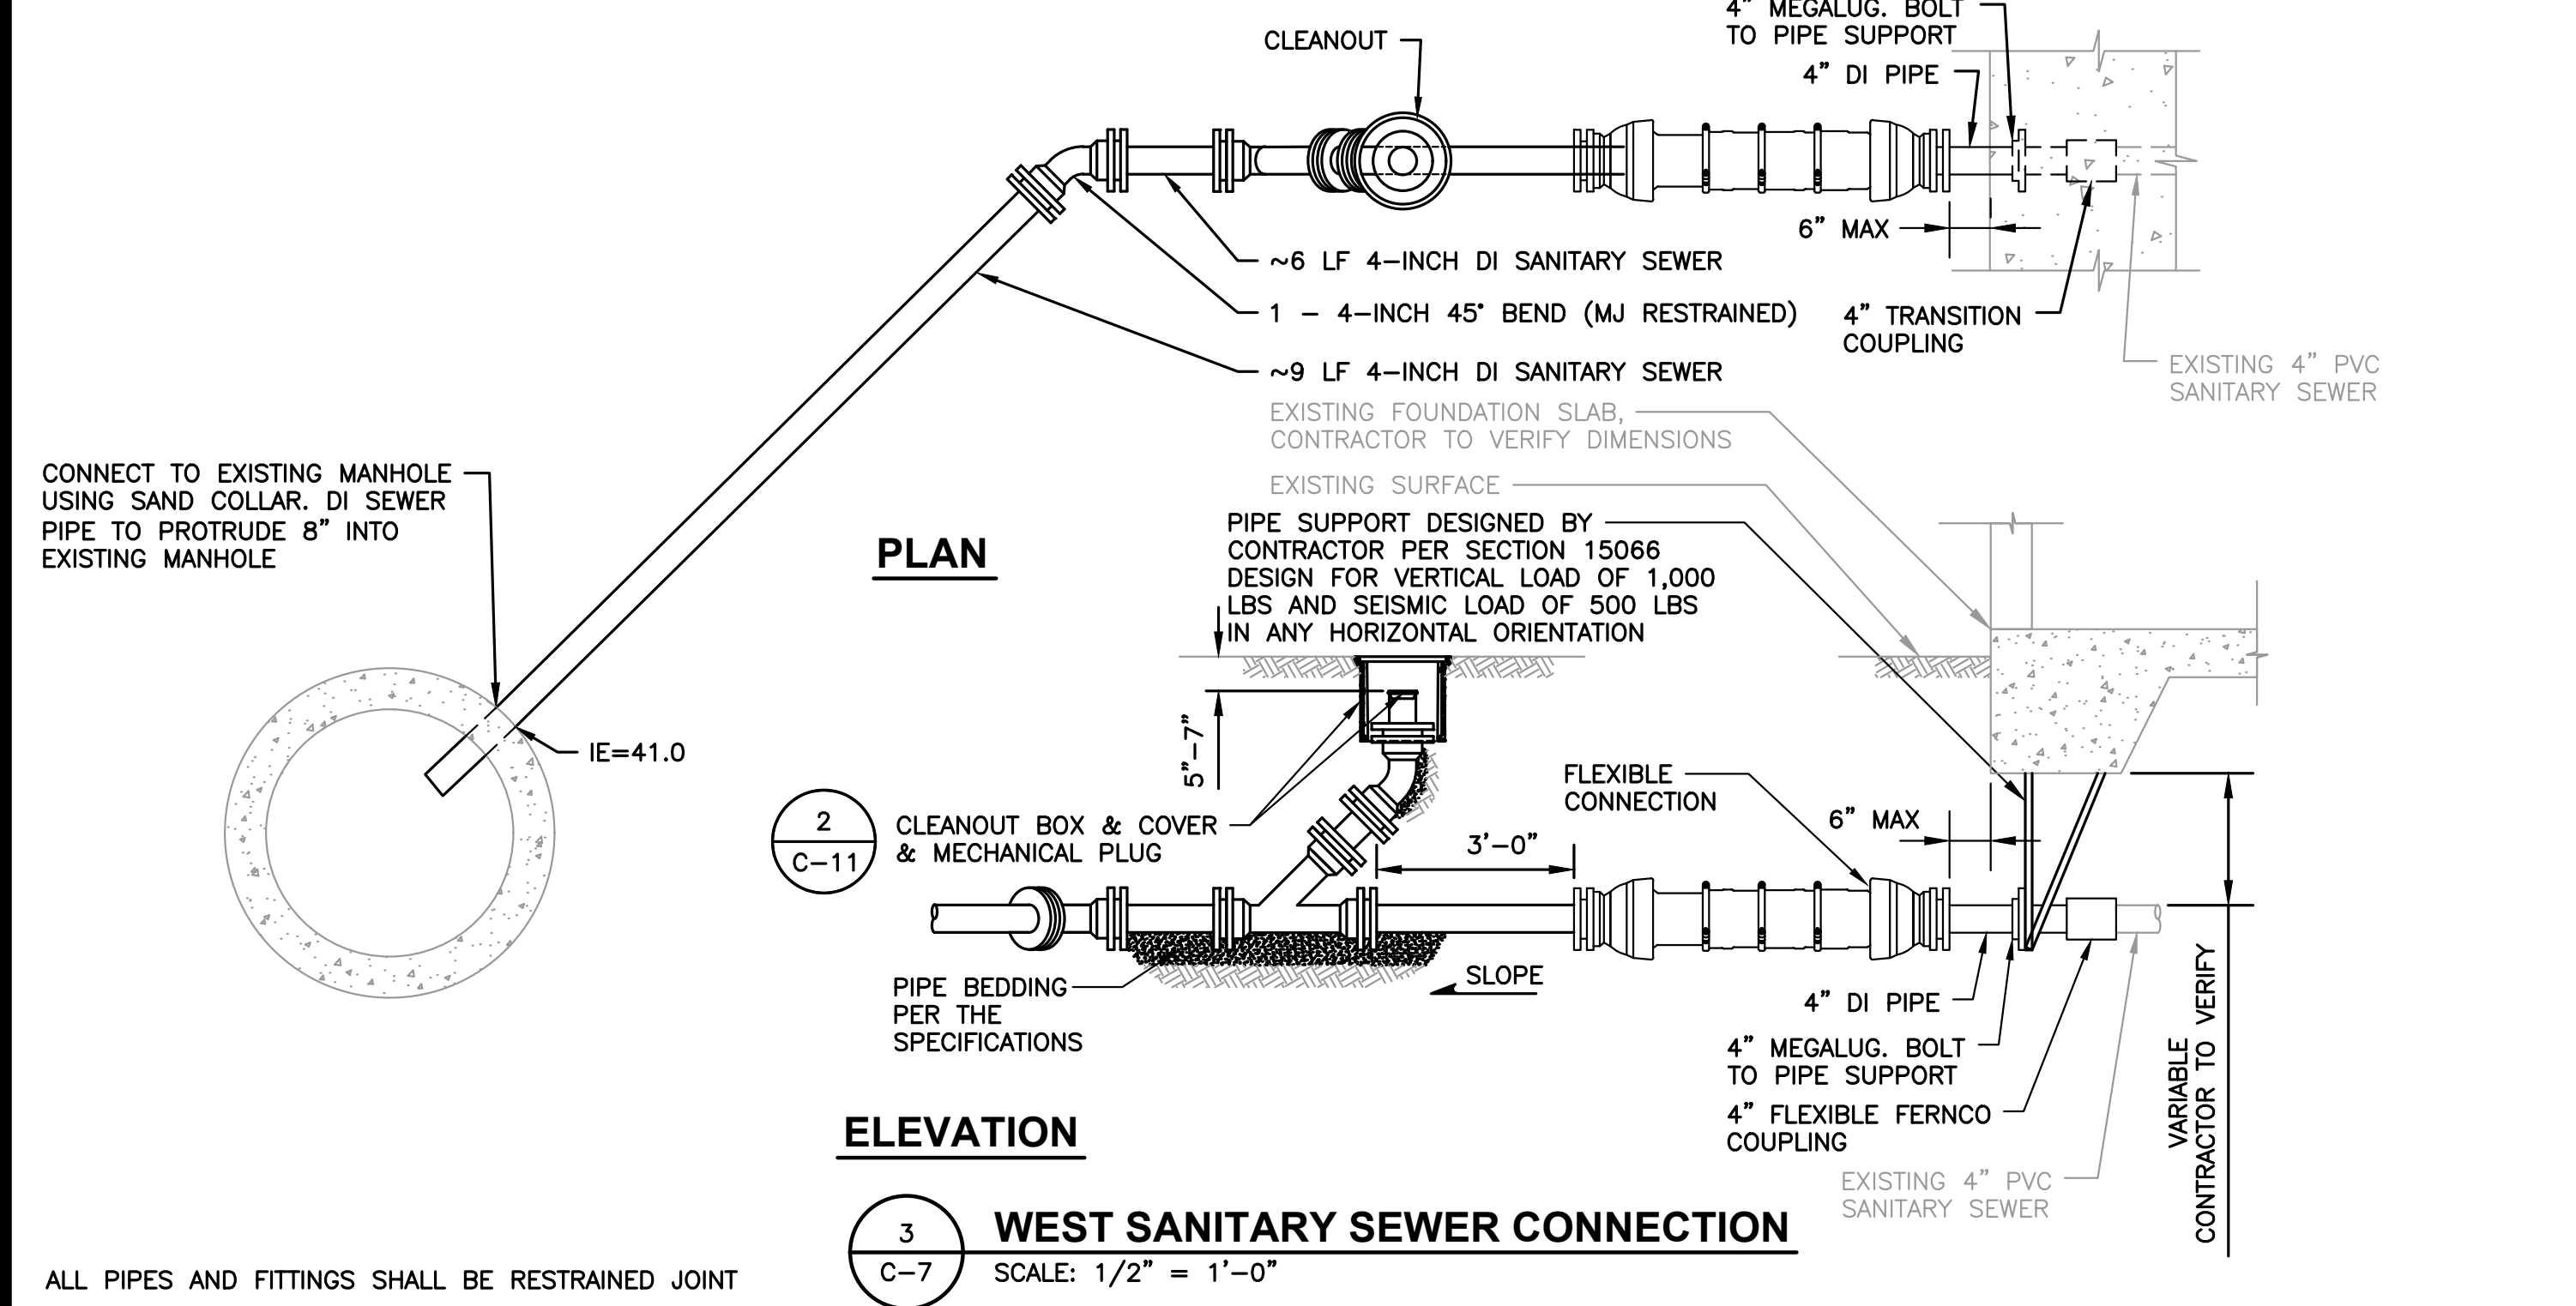 4" MEGALUG. BOLT
TO PIPE SUPPORT
CLEANOUT
4" DI PIPE
6" MAX
~6 LF 4-INCH DI SANITARY SEWER
1 - 4-INCH 45° BEND (MJ RESTRAINED)
4" TRANSITION
COUPLING
~9 LF 4-INCH DI SANITARY SEWER
EXISTING 4" PVC
SANITARY SEWER
EXISTING FOUNDATION SLAB,
CONTRACTOR TO VERIFY DIMENSIONS
EXISTING SURFACE
CONNECT TO EXISTING MANHOLE
USING SAND COLLAR. DI SEWER
PIPE TO PROTRUDE 8" INTO
EXISTING MANHOLE
PLAN
PIPE SUPPORT DESIGNED BY
CONTRACTOR PER SECTION 15066
DESIGN FOR VERTICAL LOAD OF 1,000
LBS AND SEISMIC LOAD OF 500 LBS
IN ANY HORIZONTAL ORIENTATION
IE=41.0
5"-7"
FLEXIBLE
CONNECTION
2
C-11
CLEANOUT BOX & COVER
& MECHANICAL PLUG
3'-0"
6" MAX
PIPE BEDDING
PER THE
SPECIFICATIONS
SLOPE
4" DI PIPE
4" MEGALUG. BOLT
TO PIPE SUPPORT
4" FLEXIBLE FERNCO
COUPLING
EXISTING 4" PVC
SANITARY SEWER
VARIABLE
CONTRACTOR TO VERIFY
ELEVATION
3
C-7
WEST SANITARY SEWER CONNECTION
SCALE: 1/2" = 1'-0"
ALL PIPES AND FITTINGS SHALL BE RESTRAINED JOINT